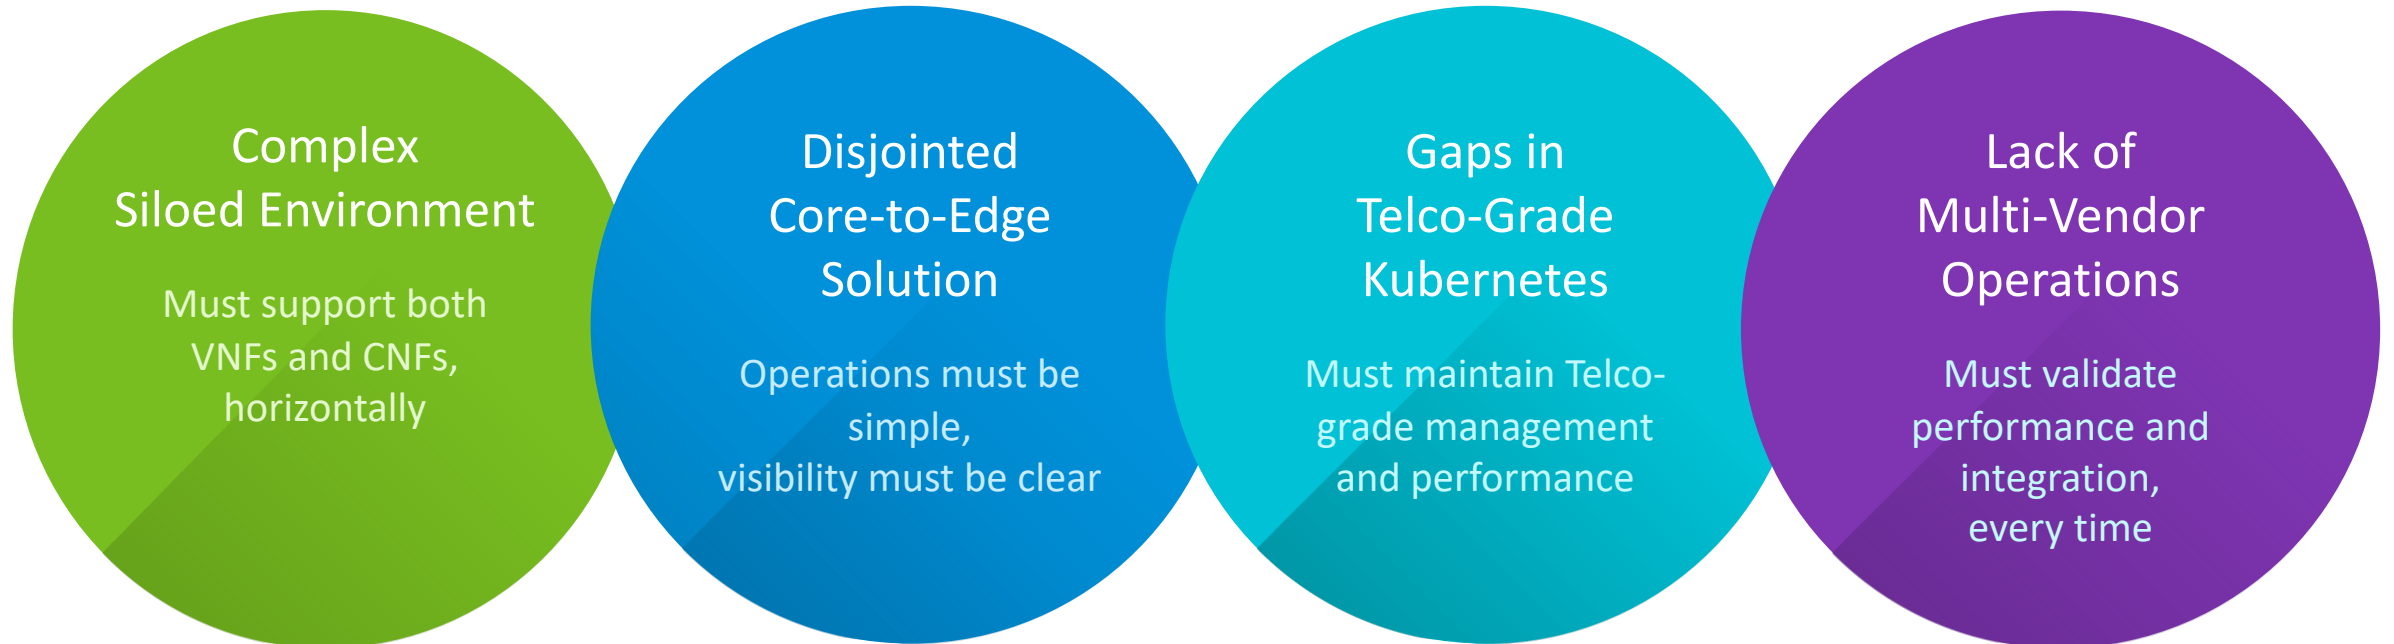 Complex
Siloed Environment
Must support both
VNFs and CNFs,
horizontally
Disjointed
Core-to-Edge
Solution
Operations must be
simple,
visibility must be clear
Gaps in
Telco-Grade
Kubernetes
Must maintain Telco-
grade management
and performance
Lack of
Multi-Vendor
Operations
Must validate
performance and
integration,
every time